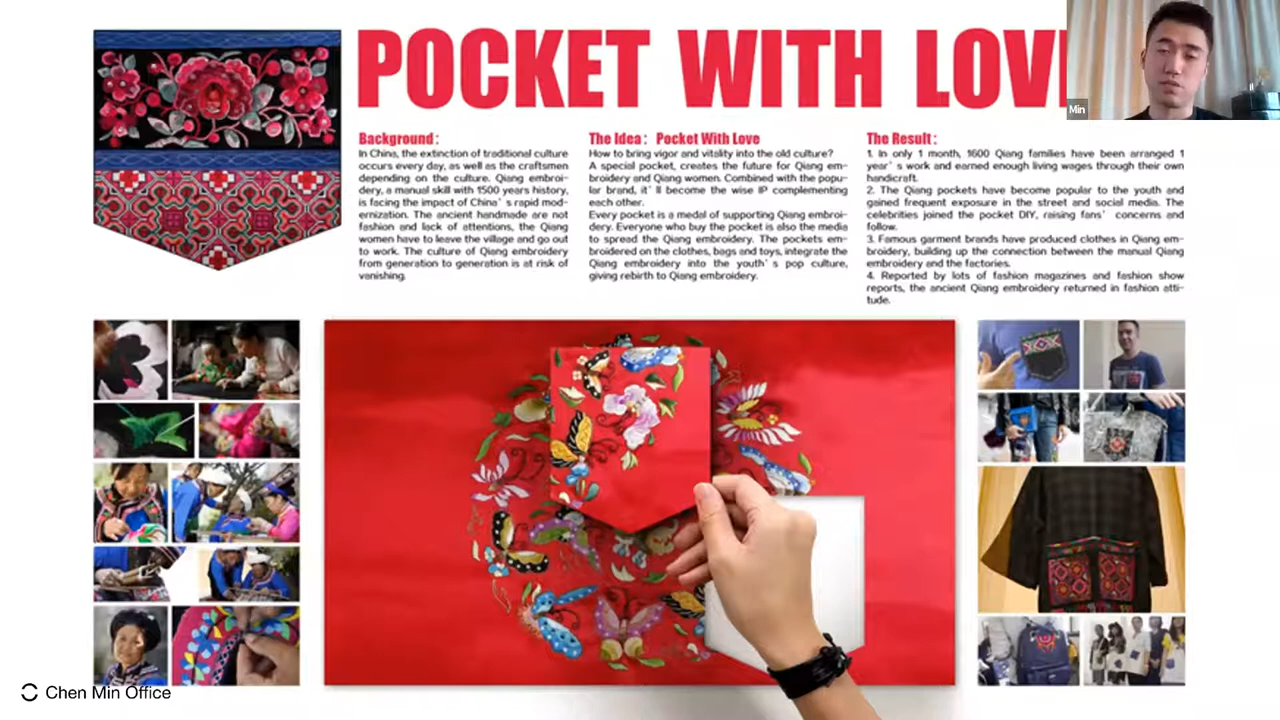 POCKET WITH LOV
Min
Background:
In China, the extinction of traditional culture
occurs every day, as well as the craftsmen
depending on the culture. Qiang embroi-
dery, a manual skill with 1500 years history,
is facing the impact of China's rapid mod-
ernization. The ancient handmade are not
fashion and lack of attentions, the Qiang
women have to leave the village and go out
to work. The culture of Qiang embroidery
from generation to generation is at risk of
vanishing.
The Idea: Pocket With Love
How to bring vigor and vitality into the old culture?
A special pocket, creates the future for Qiang em-
broidery and Qiang women. Combined with the popu-
lar brand, it'll become the wise IP complementing
each other.
Every pocket is a medal of supporting Qiang embroi-
dery. Everyone who buy the pocket is also the media
to spread the Qiang embroidery. The pockets em-
broidered on the clothes, bags and toys, integrate the
Qiang embroidery into the youth's pop culture,
giving rebirth to Qiang embroidery.
The Result:
1. In only 1 month, 1600 Qiang families have been arranged 1
year's work and earned enough living wages through their own
handicraft.
2. The Qiang pockets have become popular to the youth and
gained frequent exposure in the street and social media. The
celebrities joined the pocket DIY, raising fans' concerns and
follow.
3. Famous garment brands have produced clothes in Qiang em-
broidery, building up the connection between the manual Qiang
embroidery and the factories.
4. Reported by lots of fashion magazines and fashion show
reports, the ancient Qiang embroidery returned in fashion atti-
tude.
Chen Min Office